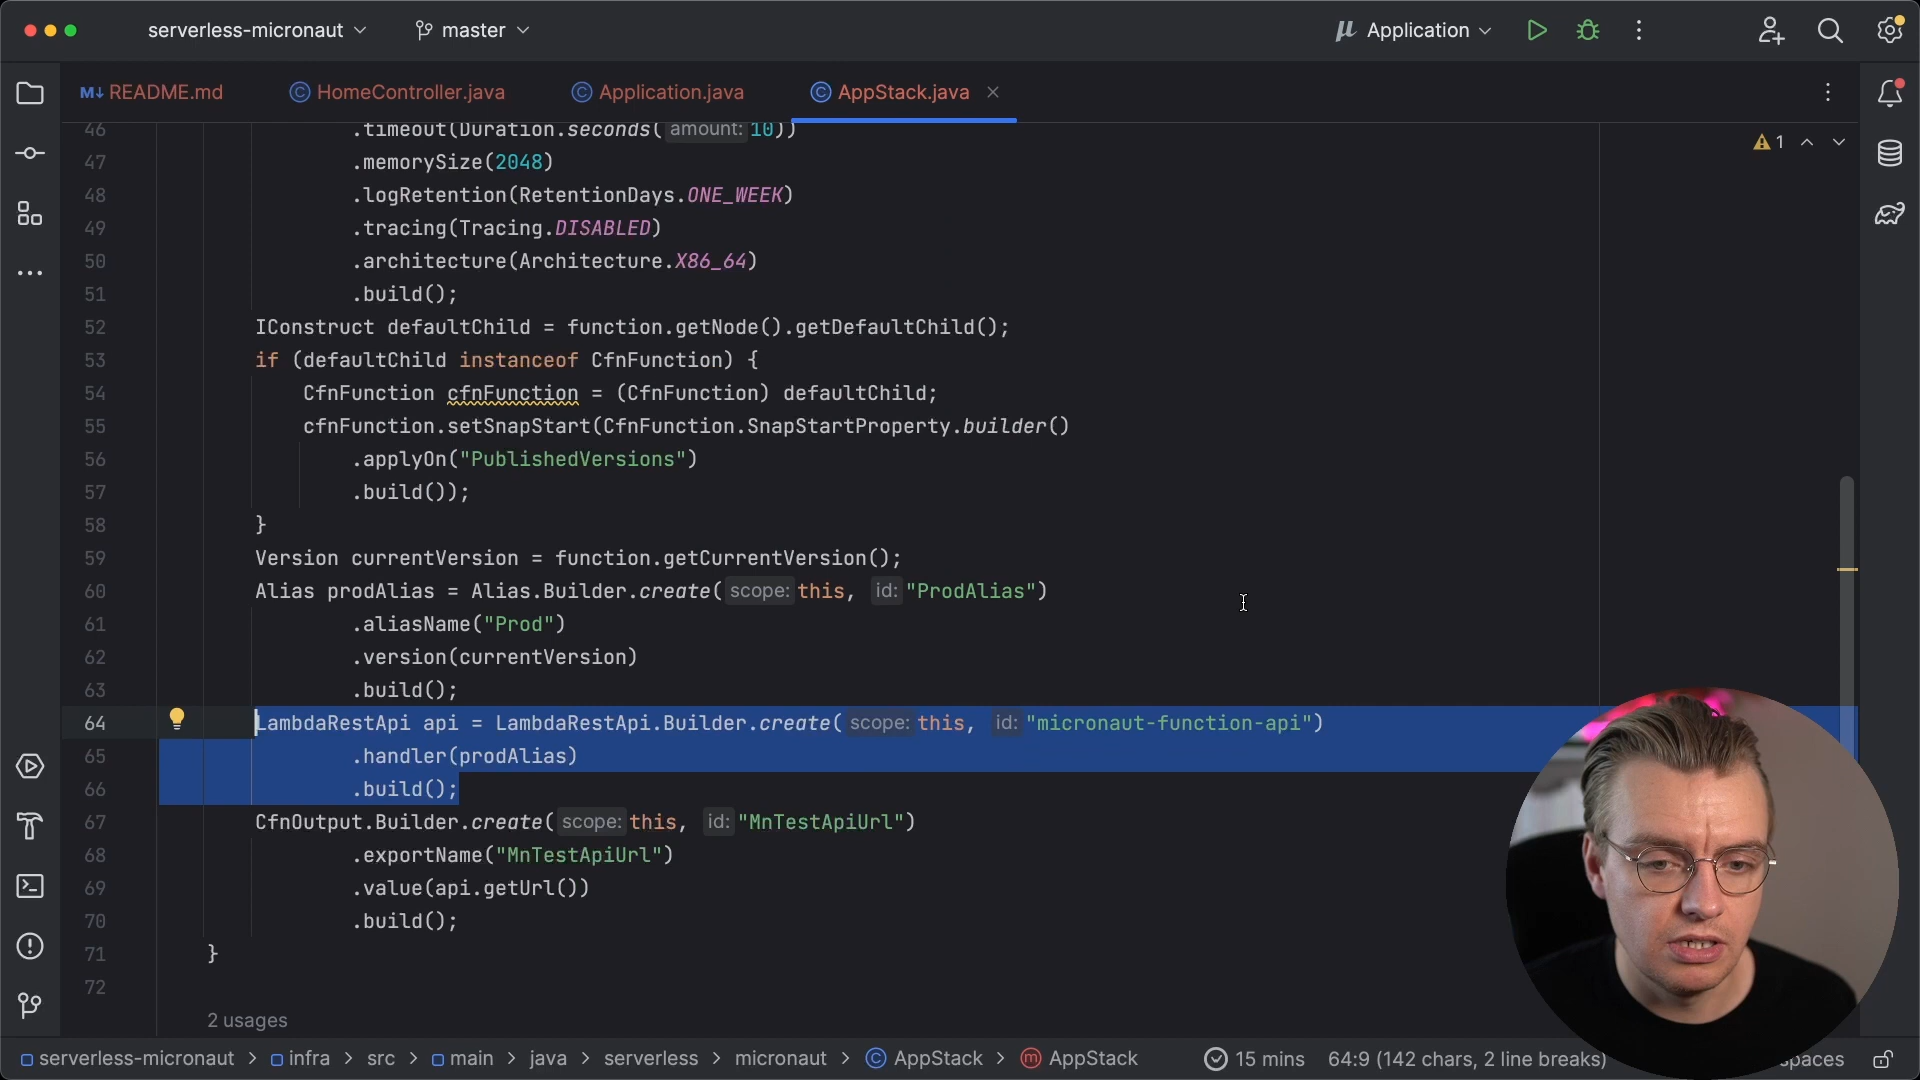 serverless-micronaut
master
Application
README.md
HomeController.java
Application.java
AppStack.java
46 .timeout(Duration.seconds( amount: 10))
1
47 .memorySize(2048)
48 .logRetention(RetentionDays.ONE_WEEK)
49 .tracing(Tracing.DISABLED)
50 .architecture(Architecture.X86_64)
51 .build();
52 IConstruct defaultChild = function.getNode().getDefaultChild();
53 if (defaultChild instanceof CfnFunction) {
54 CfnFunction cfnFunction = (CfnFunction) defaultChild;
55 cfnFunction.setSnapStart(CfnFunction.SnapStartProperty.builder()
56 .applyOn("PublishedVersions")
57 .build());
58 }
59 Version currentVersion = function.getCurrentVersion();
60 Alias prodAlias = Alias.Builder.create( scope: this, id: "ProdAlias")
61 .aliasName("Prod")
62 .version(currentVersion)
63 .build();
64 LambdaRestApi api = LambdaRestApi.Builder.create( scope: this, id: "micronaut-function-api")
65 .handler(prodAlias)
66 .build();
67 CfnOutput.Builder.create( scope: this, id: "MnTestApiUrl")
68 .exportName("MnTestApiUrl")
69 .value(api.getUrl())
70 .build();
71 }
72
2 usages
serverless-micronaut > infra > src > main > java > serverless > micronaut > AppStack > AppStack
15 mins
64:9 (142 chars, 2 line breaks)